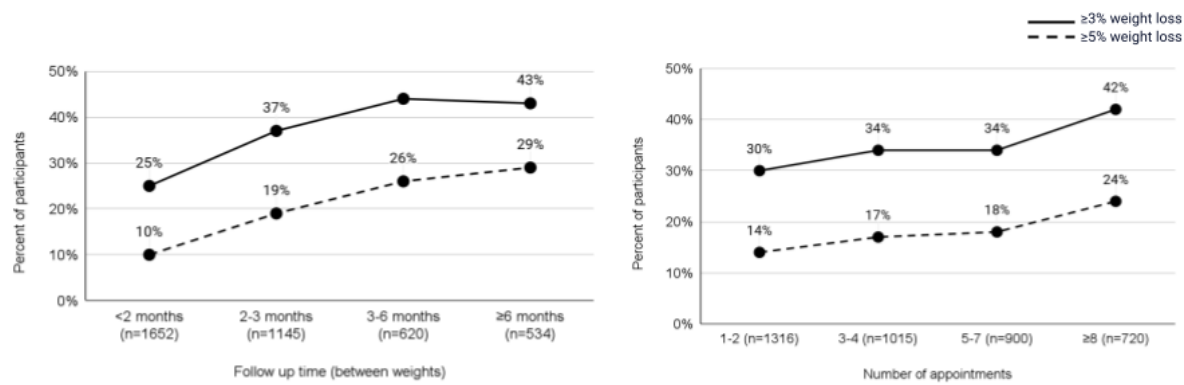 ≥3% weight loss
≥5% weight loss
50%
40%
30%
20%
10%
0%
Percent of participants
25%
37%
43%
10%
19%
26%
29%
<2 months
(n=1652)
2-3 months
(n=1145)
3-6 months
(n=620)
≥6 months
(n=534)
Follow up time (between weights)
50%
40%
30%
20%
10%
0%
Percent of participants
30%
34%
34%
42%
14%
17%
18%
24%
1-2 (n=1316)
3-4 (n=1015)
5-7 (n=900)
≥8 (n=720)
Number of appointments